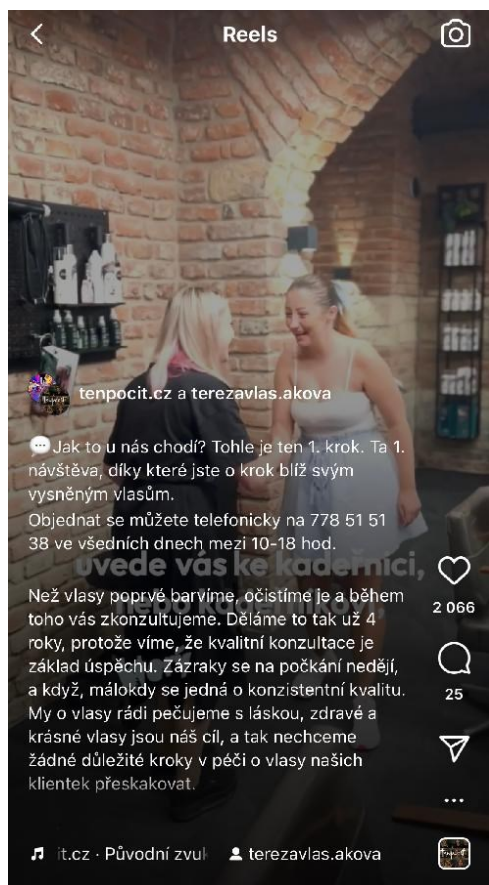 Reels
tenpocit.cz a terezavlas.akova
💬Jak to u nás chodí? Tohle je ten 1. krok. Ta 1.
návštěva, díky které jste o krok blíž svým
vysněným vlasům.
Objednat se můžete telefonicky na 778 51 51
38 ve všedních dnech mezi 10-18 hod.
uvede vás ke kadeřnici,
Než vlasy poprvé barvíme, očistíme je a během
toho vás zkonzultujeme. Děláme to tak už 4
roky, protože víme, že kvalitní konzultace je
základ úspěchu. Zázraky se na počkání nedějí,
a když, málokdy se jedná o konzistentní kvalitu.
My o vlasy rádi pečujeme s láskou, zdravé a
krásné vlasy jsou náš cíl, a tak nechceme
žádné důležité kroky v péči o vlasy našich
klientek přeskakovat.
2 066
25
it.cz · Původní zvuk
terezavlas.akova